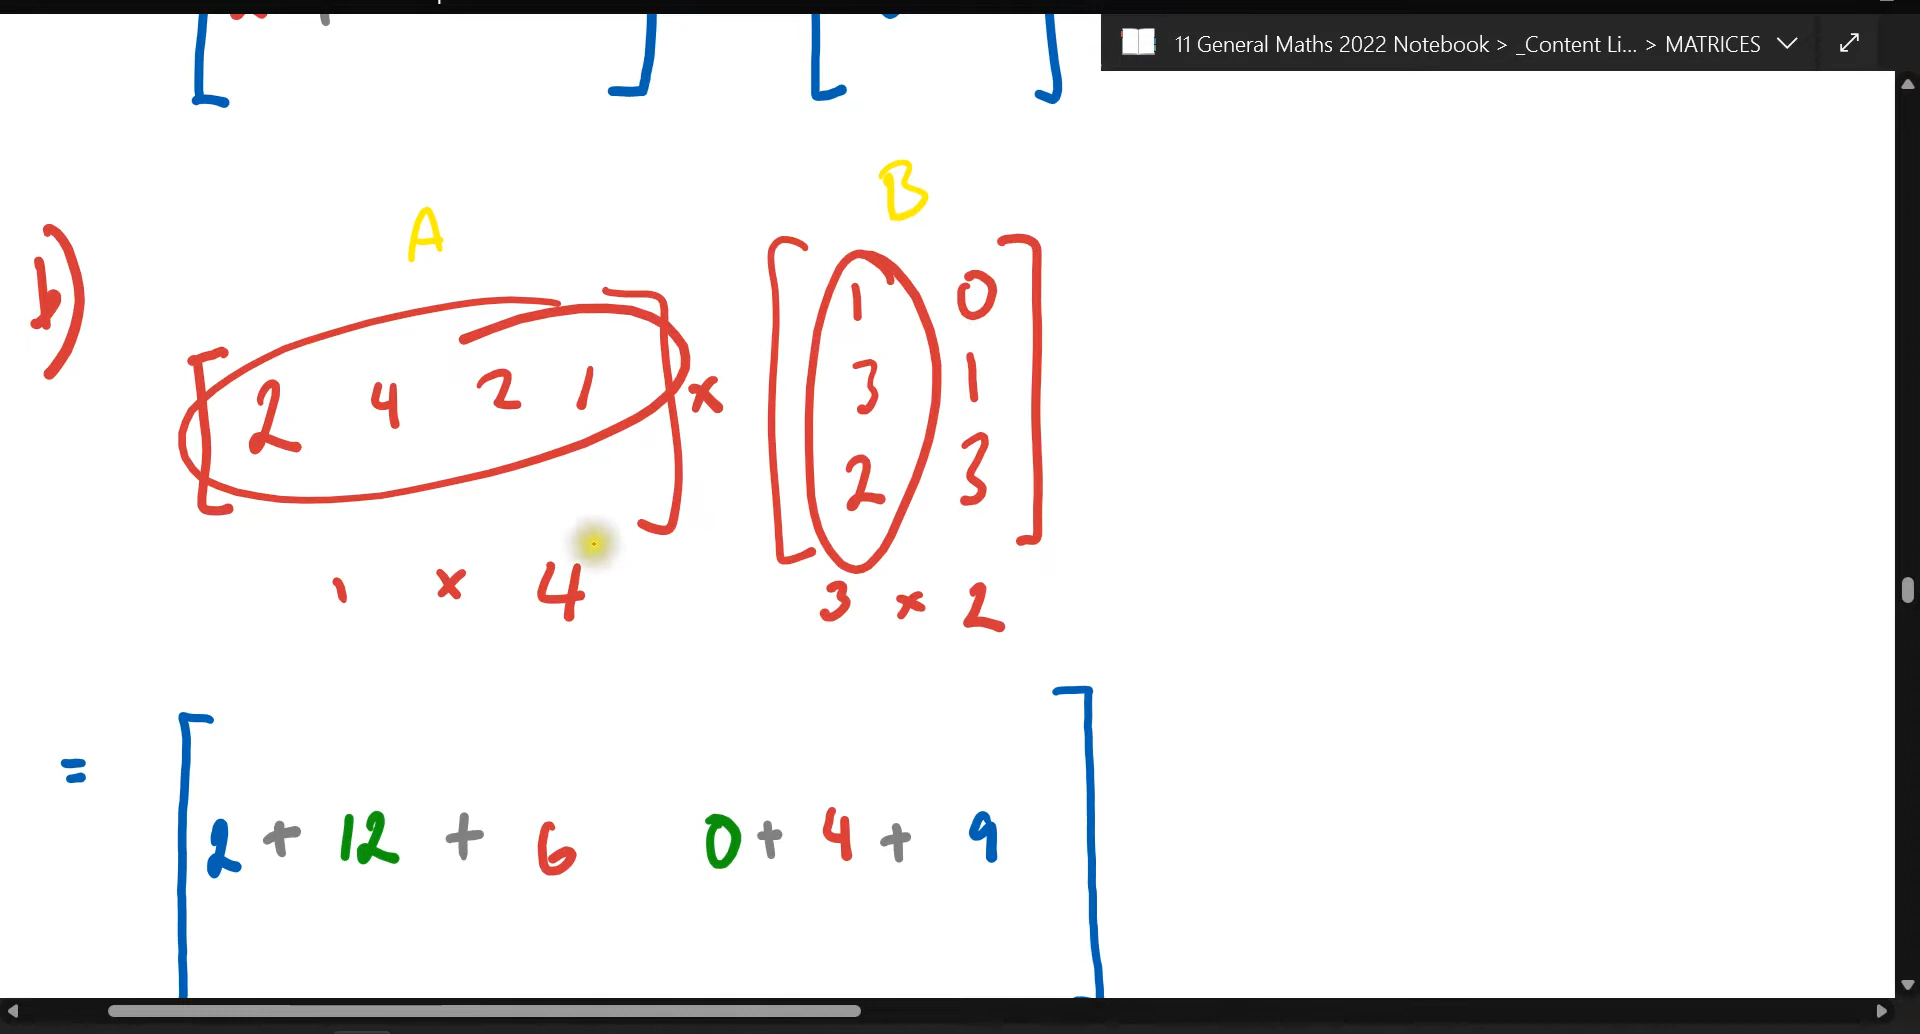 11 General Maths 2022 Notebook > _Content Li... > MATRICES
b)
A B
[2 4 2 1] × [1 0
3 1
2 3]
1 × 4 3 × 2
= [2 + 12 + 6 0 + 4 + 9]